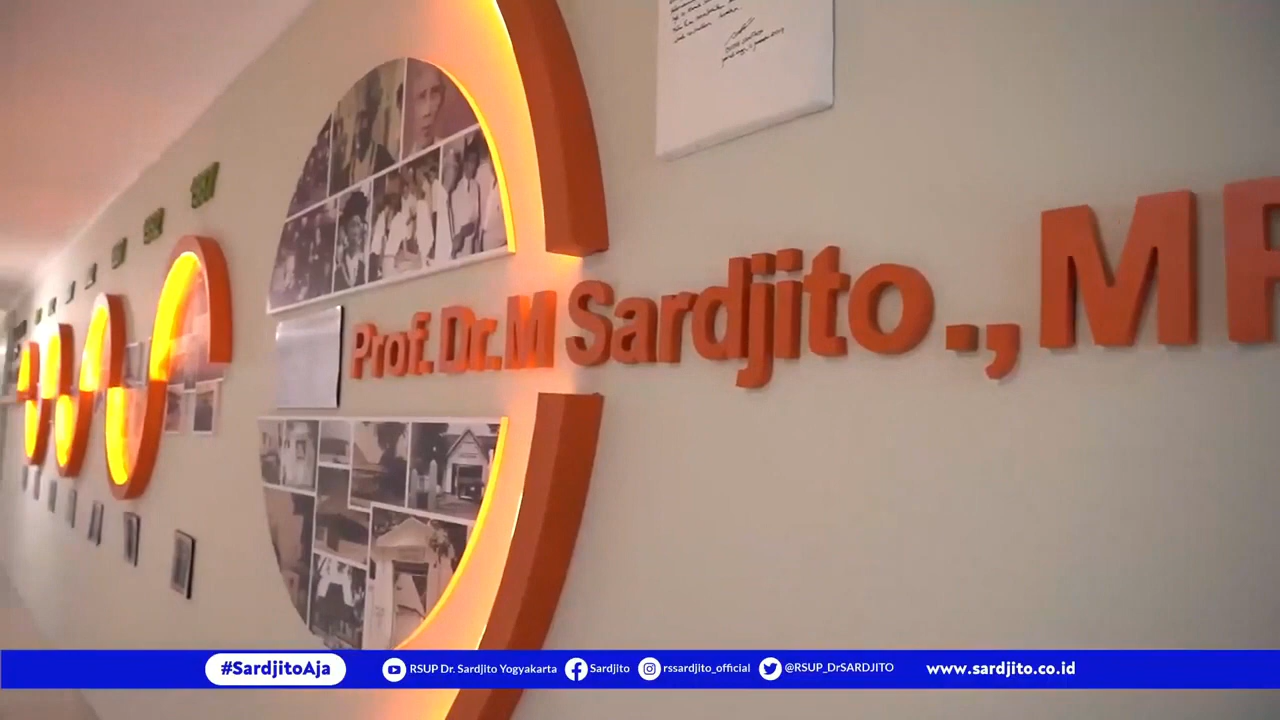 Prof. Dr. M Sardjito., MP
#SardjitoAja
RSUP Dr. Sardjito Yogyakarta
Sardjito
rssardjito_official
@RSUP_DrSARDJITO
www.sardjito.co.id